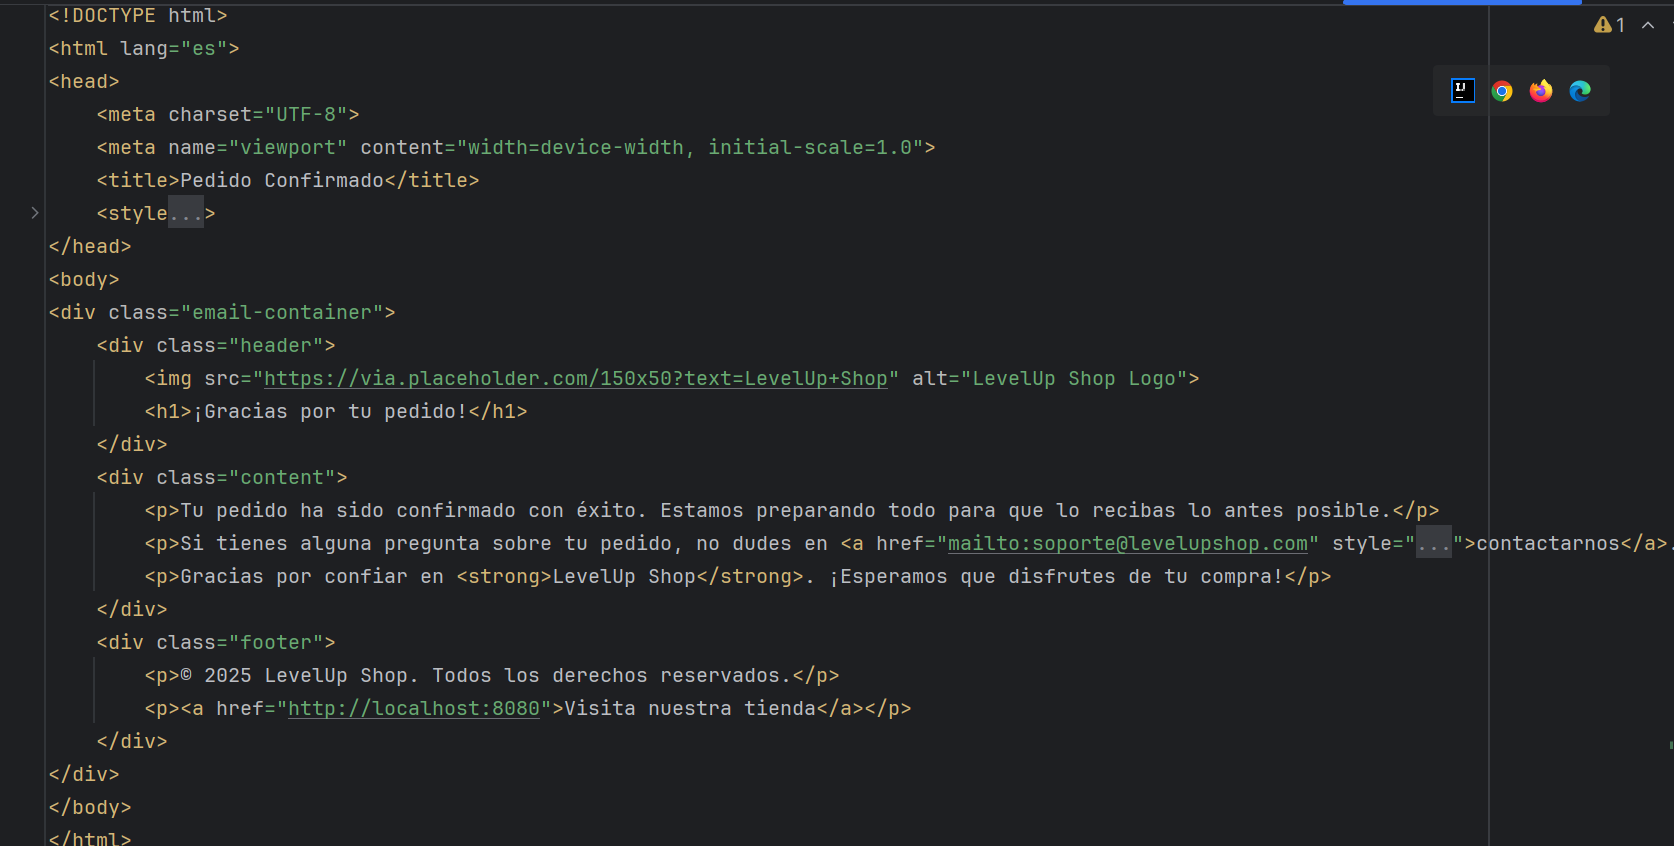 <!DOCTYPE html>
<html lang="es">
<head>
    <meta charset="UTF-8">
    <meta name="viewport" content="width=device-width, initial-scale=1.0">
    <title>Pedido Confirmado</title>
    <style...>
</head>
<body>
<div class="email-container">
    <div class="header">
        <img src="https://via.placeholder.com/150x50?text=LevelUp+Shop" alt="LevelUp Shop Logo">
        <h1>¡Gracias por tu pedido!</h1>
    </div>
    <div class="content">
        <p>Tu pedido ha sido confirmado con éxito. Estamos preparando todo para que lo recibas lo antes posible.</p>
        <p>Si tienes alguna pregunta sobre tu pedido, no dudes en <a href="mailto:soporte@levelupshop.com" style="...">contactarnos</a>.
        <p>Gracias por confiar en <strong>LevelUp Shop</strong>. ¡Esperamos que disfrutes de tu compra!</p>
    </div>
    <div class="footer">
        <p>© 2025 LevelUp Shop. Todos los derechos reservados.</p>
        <p><a href="http://localhost:8080">Visita nuestra tienda</a></p>
    </div>
</div>
</body>
</html>
1
IJ